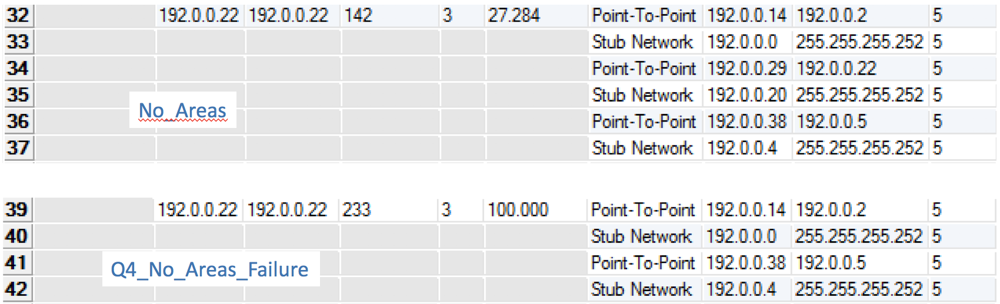 32 192.0.0.22 192.0.0.22 142 3 27.284 Point-To-Point 192.0.0.14 192.0.0.2 5
33 Stub Network 192.0.0.0 255.255.255.252 5
34 Point-To-Point 192.0.0.29 192.0.0.22 5
35 Stub Network 192.0.0.20 255.255.255.252 5
No_Areas
36 Point-To-Point 192.0.0.38 192.0.0.5 5
37 Stub Network 192.0.0.4 255.255.255.252 5
39 192.0.0.22 192.0.0.22 233 3 100.000 Point-To-Point 192.0.0.14 192.0.0.2 5
40 Stub Network 192.0.0.0 255.255.255.252 5
41 Point-To-Point 192.0.0.38 192.0.0.5 5
Q4_No_Areas_Failure
42 Stub Network 192.0.0.4 255.255.255.252 5